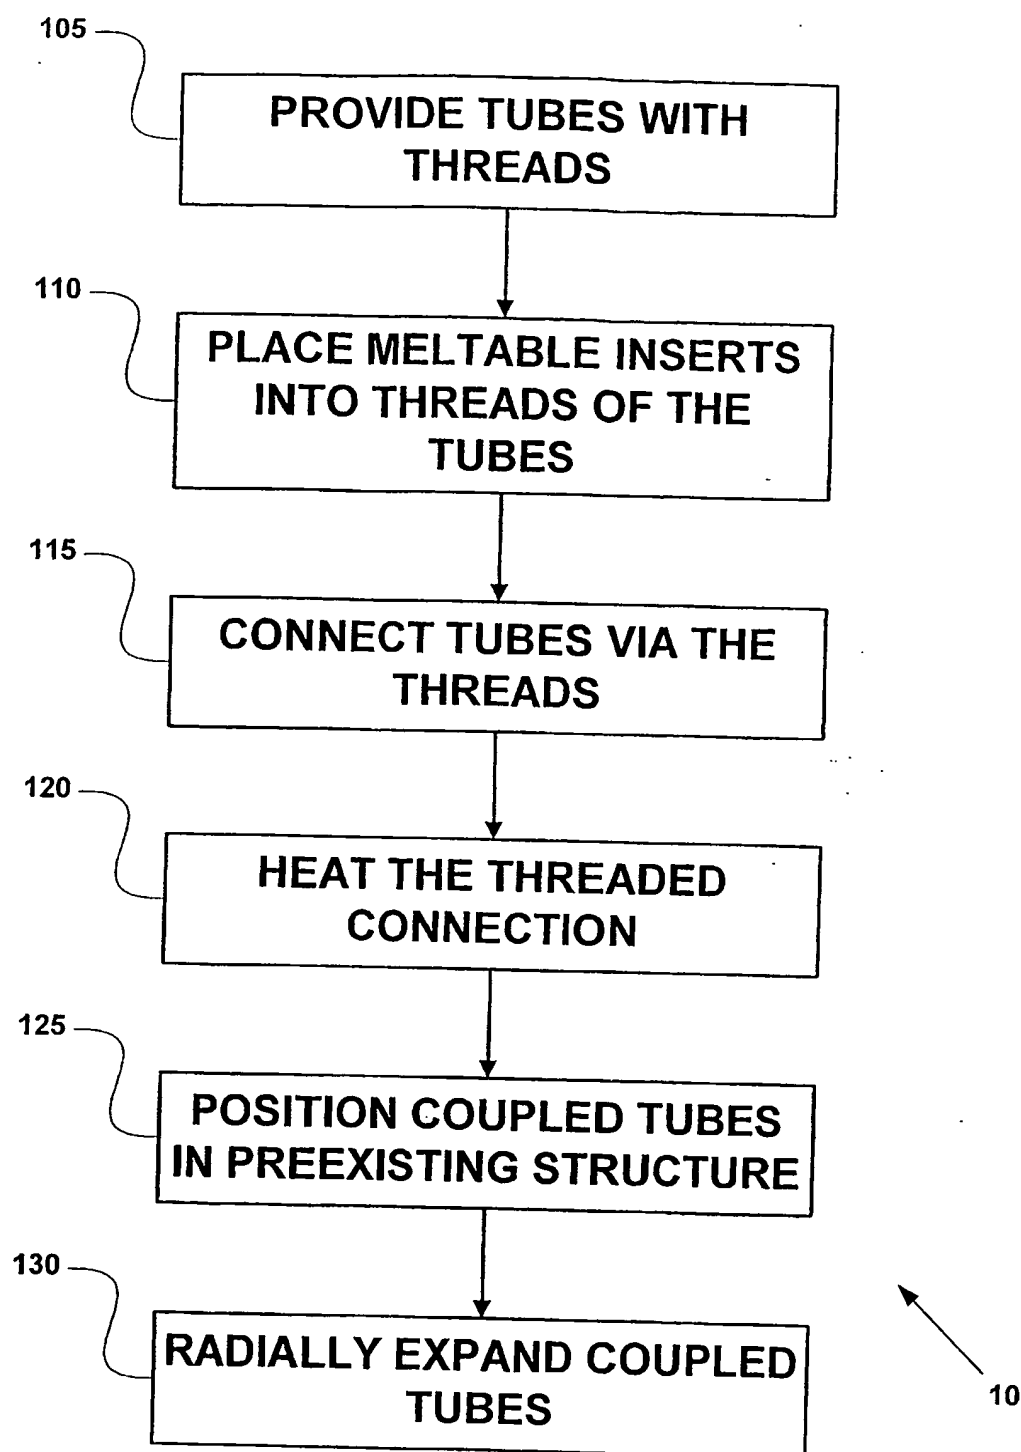 105
PROVIDE TUBES WITH
THREADS
110
PLACE MELTABLE INSERTS
INTO THREADS OF THE
TUBES
115
CONNECT TUBES VIA THE
THREADS
120
HEAT THE THREADED
CONNECTION
125
POSITION COUPLED TUBES
IN PREEXISTING STRUCTURE
130
RADIALLY EXPAND COUPLED
TUBES
10